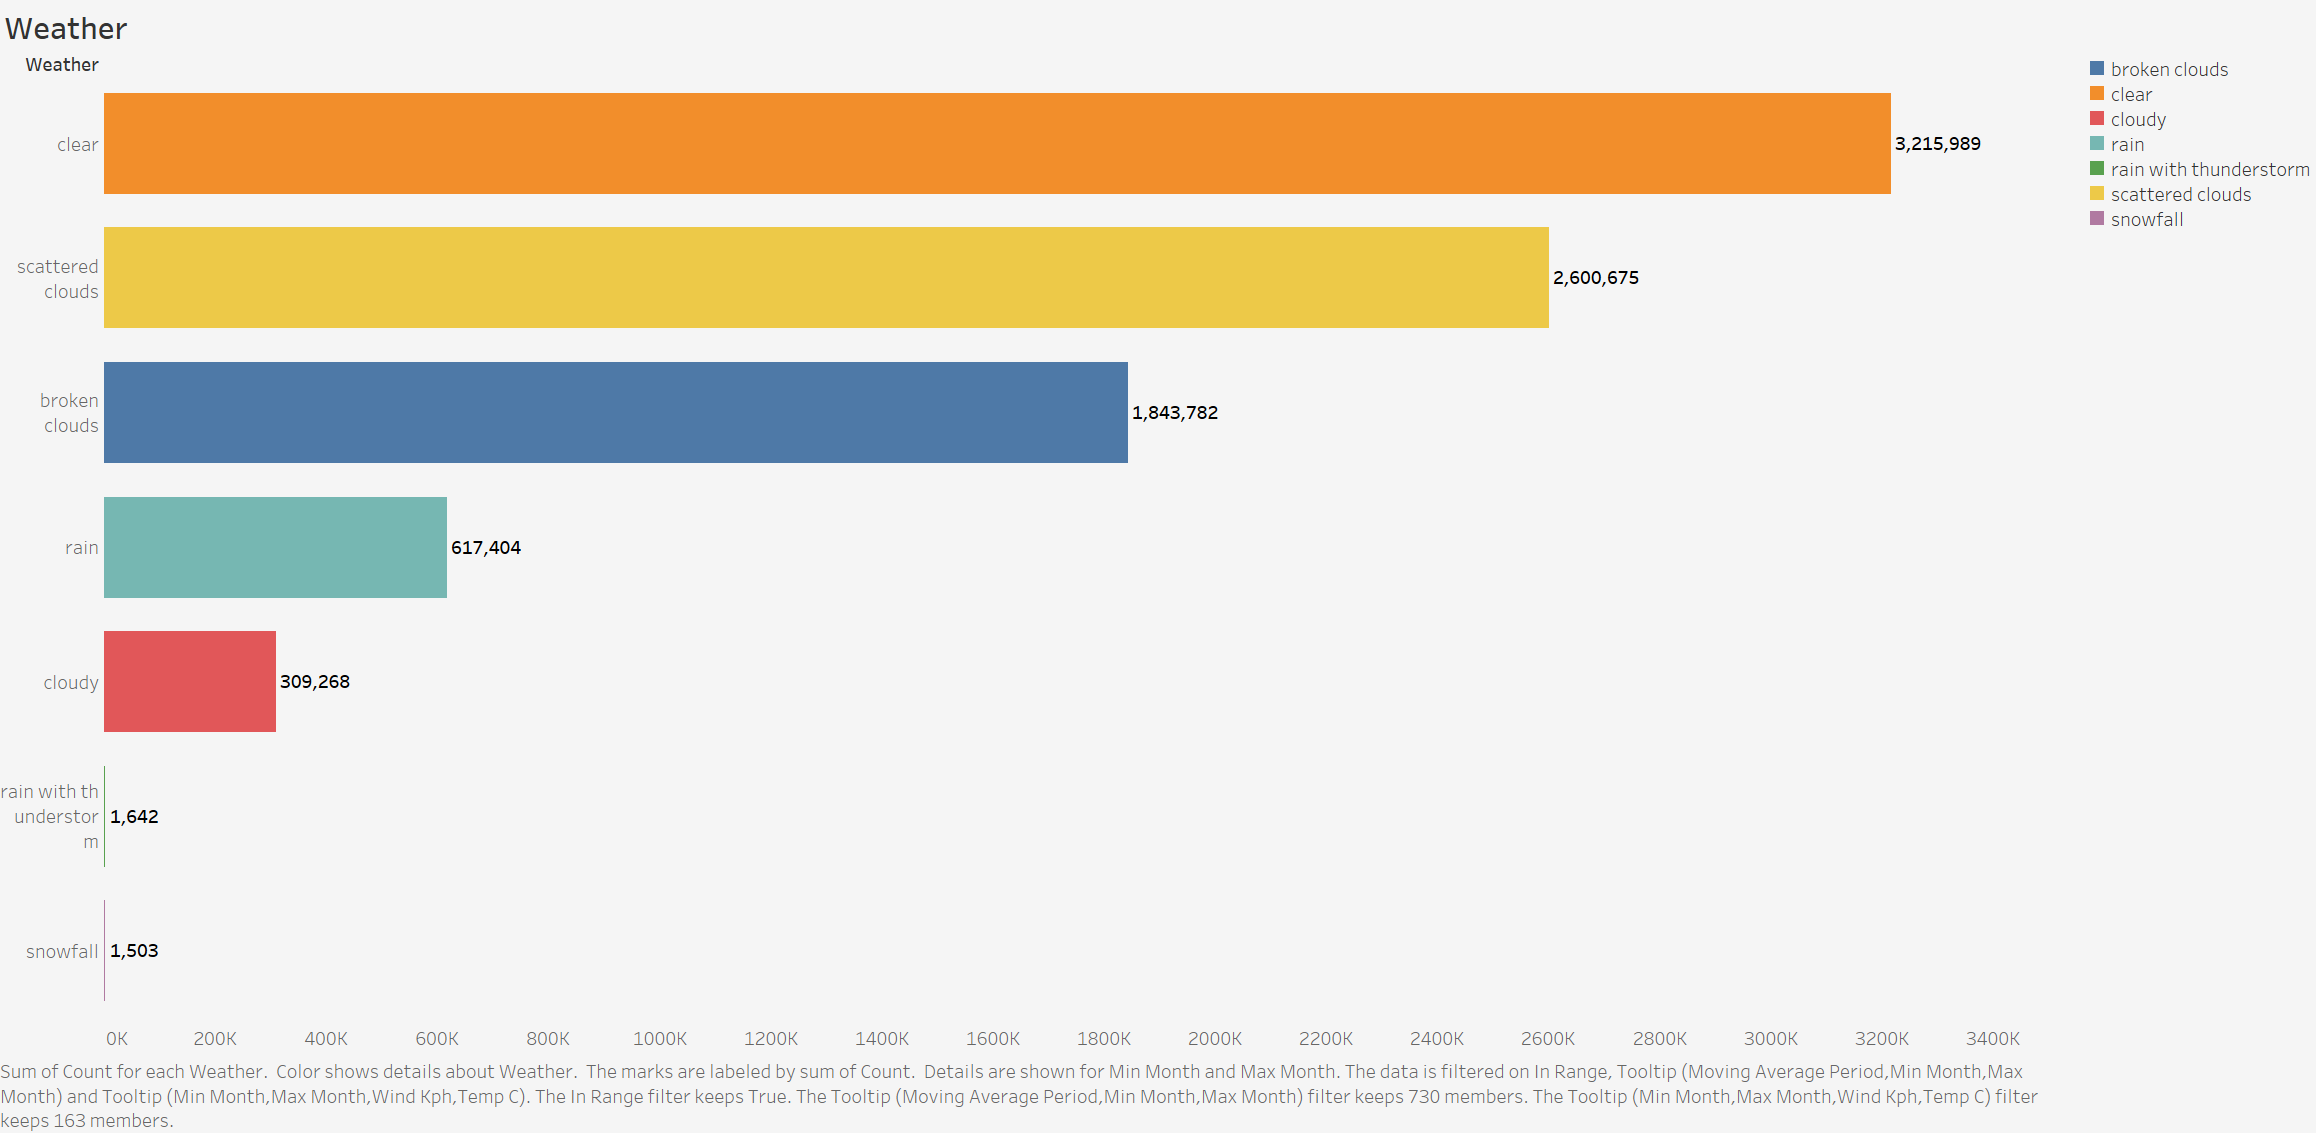 Weather
Weather
broken clouds
clear
cloudy
rain
rain with thunderstorm
scattered clouds
snowfall
clear
3,215,989
scattered
clouds
2,600,675
broken
clouds
1,843,782
rain
617,404
cloudy
309,268
rain with th
understor
m
1,642
snowfall
1,503
0K 200K 400K 600K 800K 1000K 1200K 1400K 1600K 1800K 2000K 2200K 2400K 2600K 2800K 3000K 3200K 3400K
Sum of Count for each Weather.  Color shows details about Weather.  The marks are labeled by sum of Count.  Details are shown for Min Month and Max Month. The data is filtered on In Range, Tooltip (Moving Average Period,Min Month,Max
Month) and Tooltip (Min Month,Max Month,Wind Kph,Temp C). The In Range filter keeps True. The Tooltip (Moving Average Period,Min Month,Max Month) filter keeps 730 members. The Tooltip (Min Month,Max Month,Wind Kph,Temp C) filter
keeps 163 members.